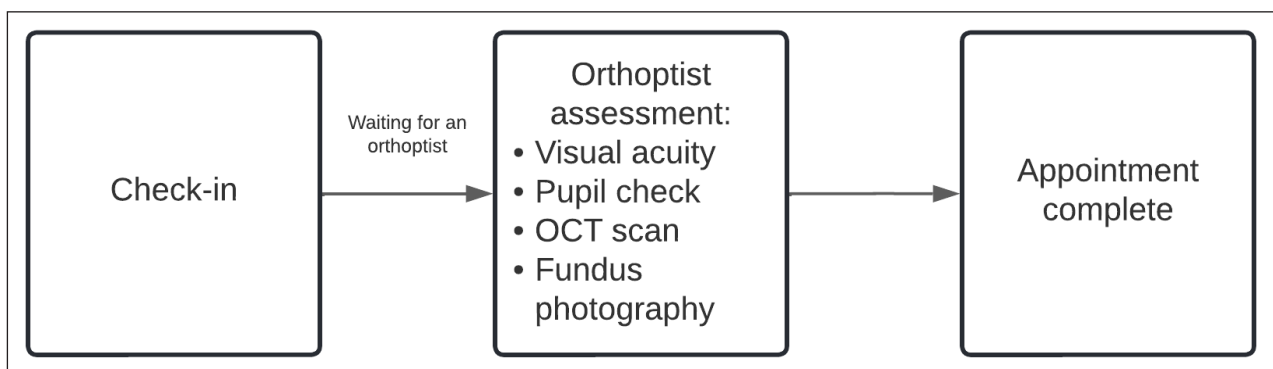 Check-in
Waiting for an
orthoptist
Orthoptist
assessment:
• Visual acuity
• Pupil check
• OCT scan
• Fundus
photography
Appointment
complete